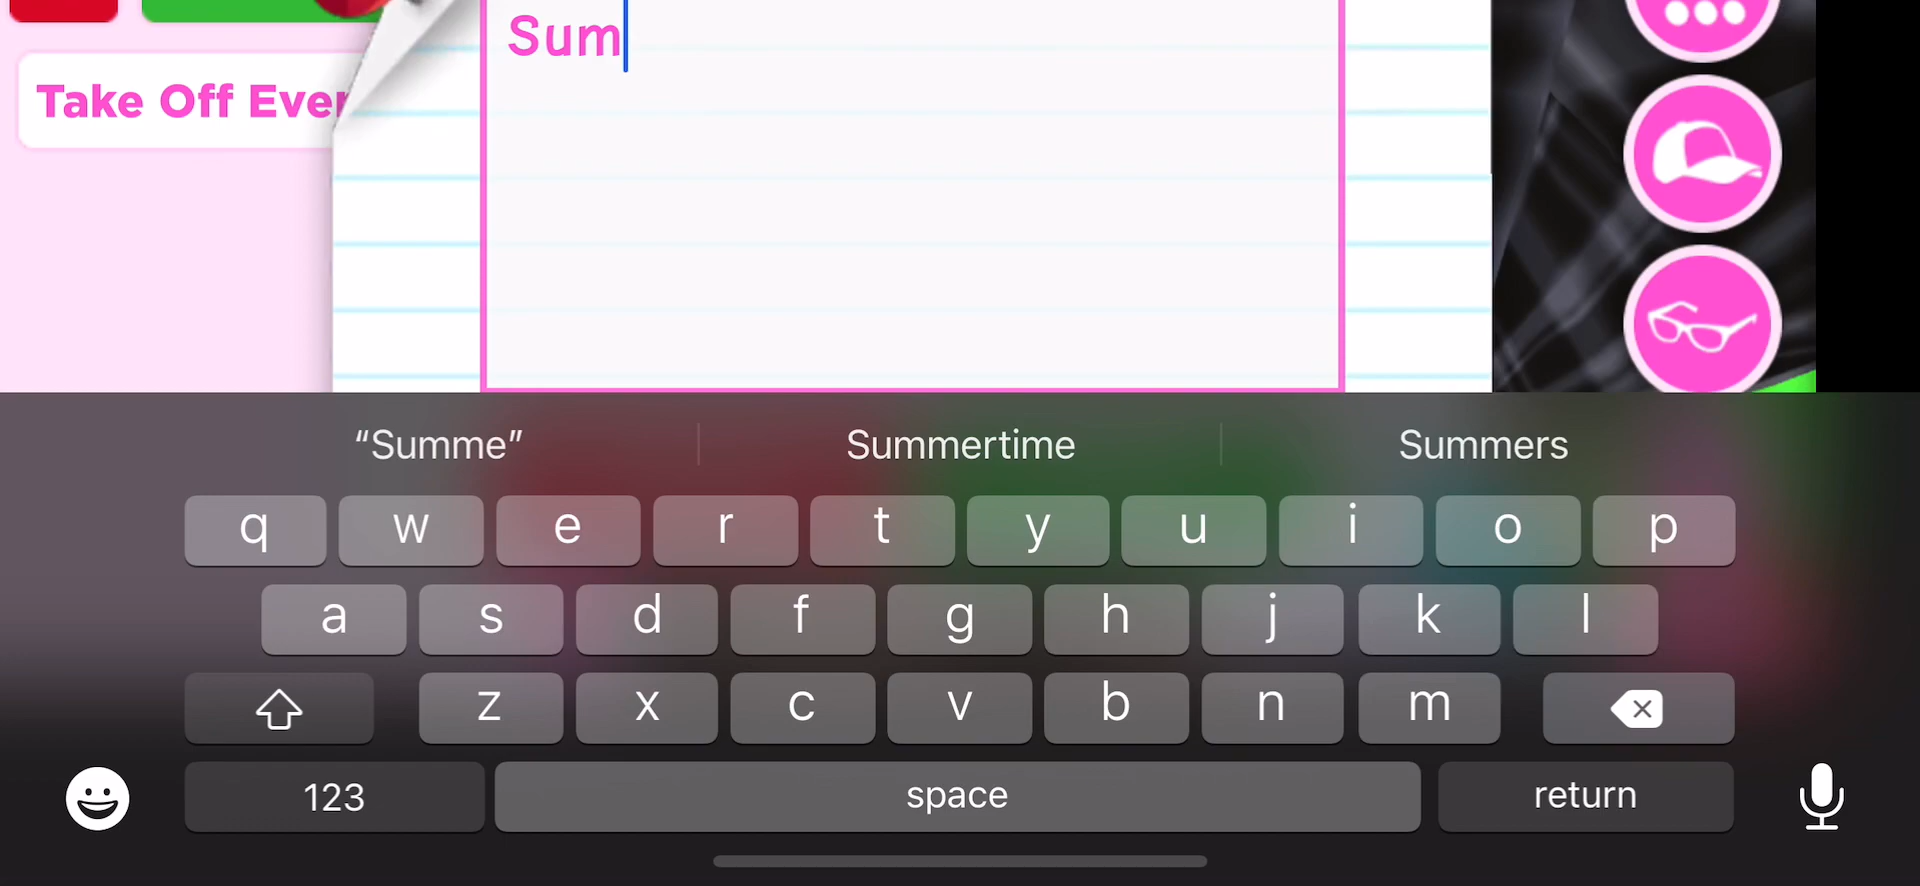 Sum
Take Off Ever
“Summe” Summertime Summers
q w e r t y u i o p
a s d f g h j k l
z x c v b n m
123 space return